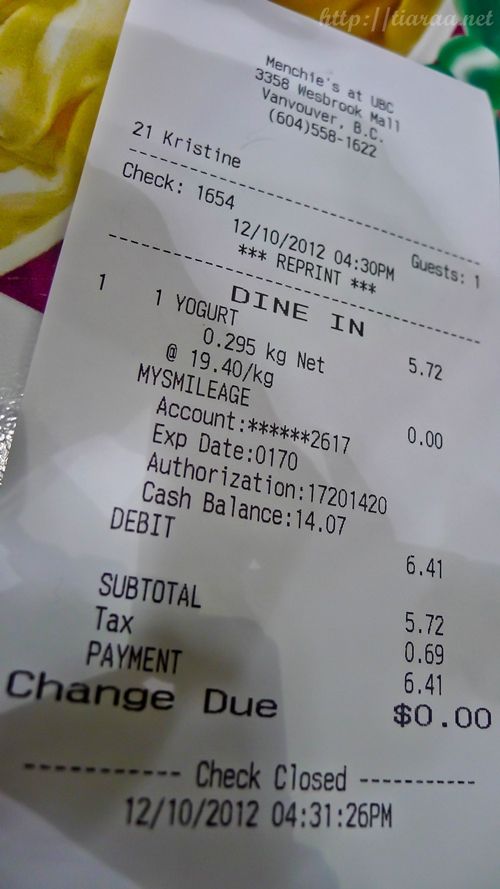 http://tiaraa.net
Menchie's at UBC
3358 Wesbrook Mall
Vanvouver, B.C.
(604)558-1622
21 Kristine
Check: 1654
Guests: 1
12/10/2012 04:30PM
*** REPRINT ***
DINE IN
1 1 YOGURT 5.72
0.295 kg Net
@ 19.40/kg
MYSMILEAGE 0.00
Account:******2617
Exp Date:0170
Authorization:17201420
Cash Balance:14.07
DEBIT 6.41
SUBTOTAL 5.72
Tax 0.69
PAYMENT 6.41
Change Due $0.00
----------- Check Closed -----------
12/10/2012 04:31:26PM